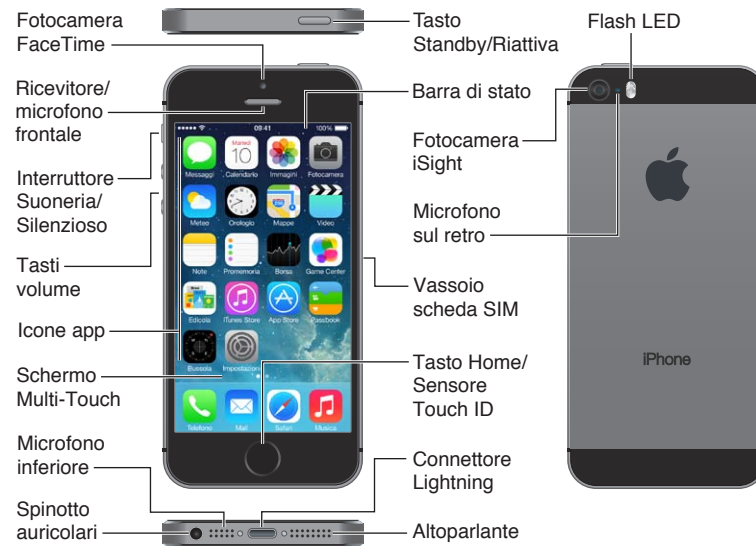 Fotocamera
FaceTime
Ricevitore/
microfono
frontale
Interruttore
Suoneria/
Silenzioso
Tasti
volume
Icone app
Schermo
Multi-Touch
Microfono
inferiore
Spinotto
auricolari
09:41
100%
Martedì
10
Messaggi
Calendario
Immagini
Fotocamera
Meteo
Orologio
Mappe
Video
Note
Promemoria
Borsa
Game Center
Edicola
iTunes Store
App Store
Passbook
Bussola
Impostazioni
Telefono
Mail
Safari
Musica
Tasto
Standby/Riattiva
Barra di stato
Vassoio
scheda SIM
Tasto Home/
Sensore
Touch ID
Connettore
Lightning
Altoparlante
Flash LED
Fotocamera
iSight
Microfono
sul retro
iPhone